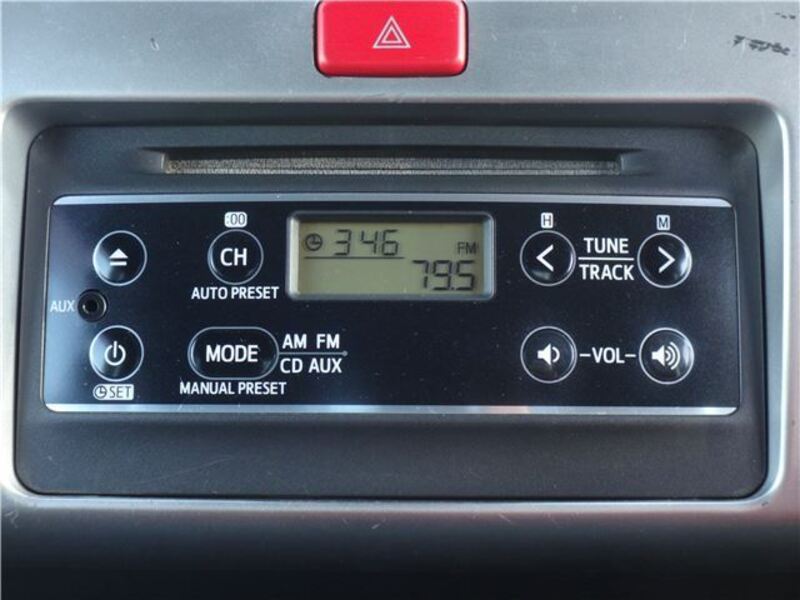 :00 H M
CH 3:46 FM TUNE
AUTO PRESET 79.5 TRACK
AUX
MODE AM FM VOL
SET CD AUX
MANUAL PRESET